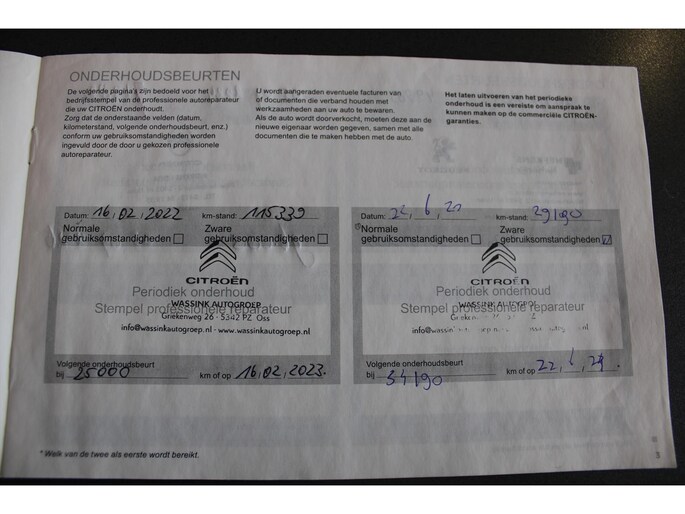 ONDERHOUDSBEURTEN
De volgende pagina's zijn bedoeld voor het
bedrijfsstempel van de professionele autoreparateur
die uw CITROËN onderhoudt.
Zorg dat de onderstaande velden (datum,
kilometerstand, volgende onderhoudsbeurt, enz.)
conform uw gebruiksomstandigheden worden
ingevuld door de door u gekozen professionele
autoreparateur.
U wordt aangeraden eventuele facturen van
of documenten die verband houden met
werkzaamheden aan uw auto te bewaren.
Als de auto wordt doorverkocht, moeten deze aan de
nieuwe eigenaar worden gegeven, samen met alle
documenten die te maken hebben met de auto.
Het laten uitvoeren van het periodieke
onderhoud is een vereiste om aanspraak te
kunnen maken op de commerciële CITROËN-
garanties.
Datum: 16,02,2022 km-stand: 115339
Normale Zware
gebruiksomstandigheden gebruiksomstandigheden
CITROËN
Periodiek onderhoud
WASSINK AUTOGROEP
Stempel professionele reparateur
Griekenweg 26 - 5342 PZ Oss
info@wassinkautogroep.nl - www.wassinkautogroep.nl
Volgende onderhoudsbeurt
bij 25000 km of op 16,02,2023.
Datum: 22, 6, km-stand: 29190
Normale Zware
gebruiksomstandigheden gebruiksomstandigheden
CITROËN
Periodiek onderhoud
WASSINK
Stempel professionele reparateur
Volgende onderhoudsbeurt
bij 54190 km of op 22, 6,
* Welk van de twee als eerste wordt bereikt.